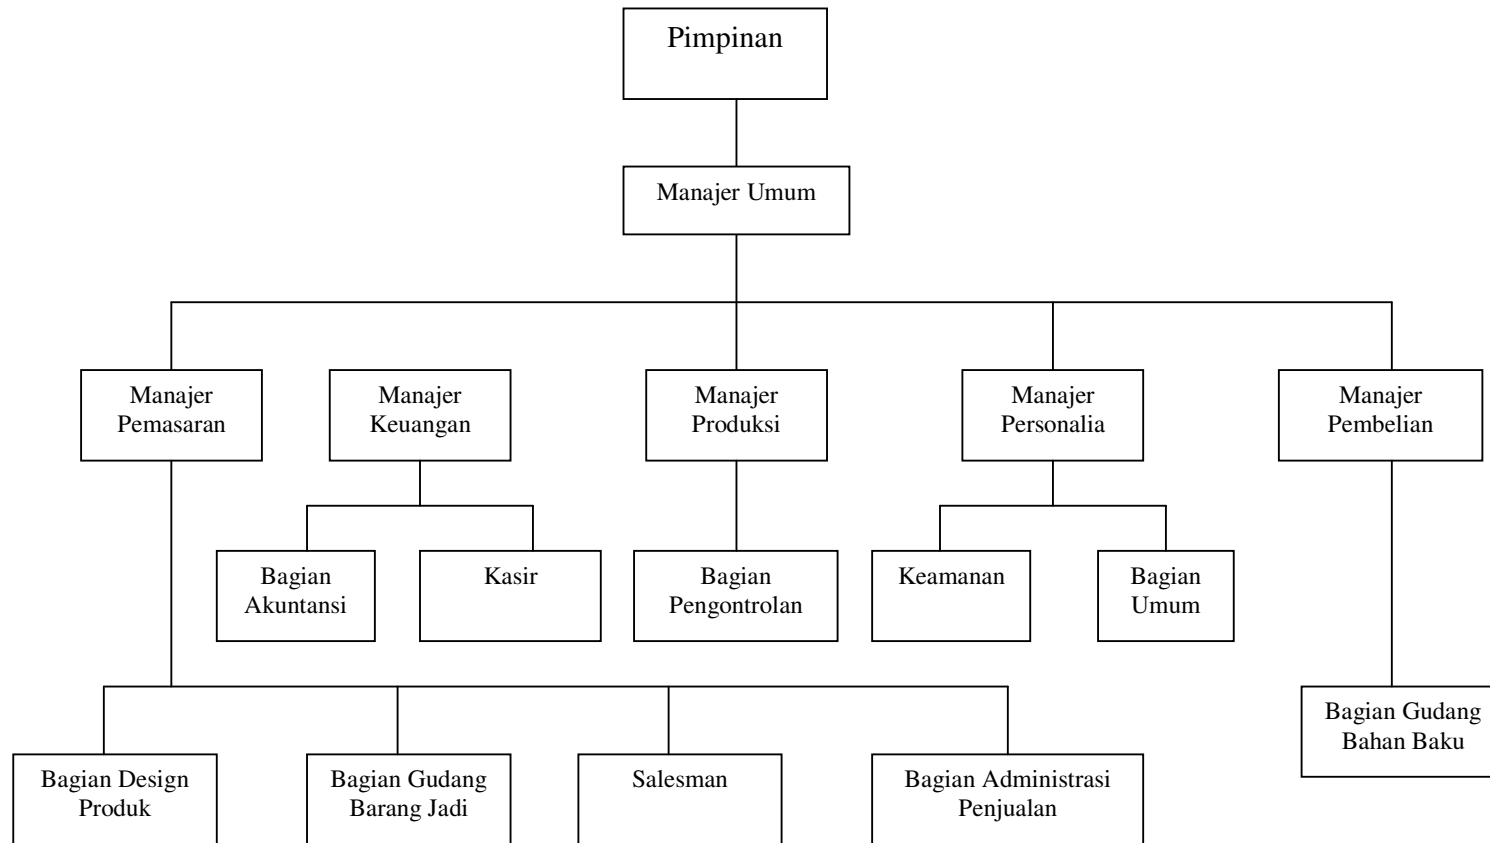 Pimpinan
Manajer Umum
Manajer
Pemasaran
Manajer
Keuangan
Manajer
Produksi
Manajer
Personalia
Manajer
Pembelian
Bagian
Akuntansi
Kasir
Bagian
Pengontrolan
Keamanan
Bagian
Umum
Bagian Gudang
Bahan Baku
Bagian Design
Produk
Bagian Gudang
Barang Jadi
Salesman
Bagian Administrasi
Penjualan